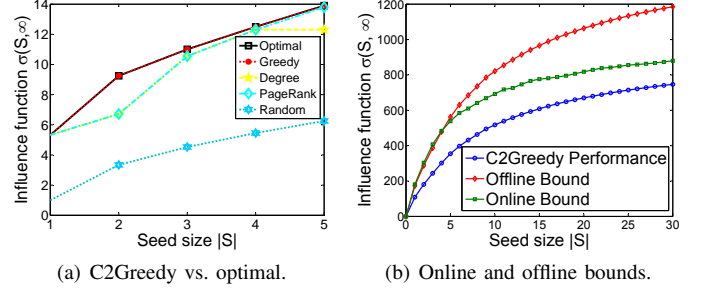 14
12
10
8
6
4
2
0
Influence function σ(S,∞)
Optimal
Greedy
Degree
PageRank
Random
1 2 3 4 5
Seed size |S|
(a) C2Greedy vs. optimal.
1200
1000
800
600
400
200
0
Influence function σ(S, ∞)
C2Greedy Performance
Offline Bound
Online Bound
0 5 10 15 20 25 30
Seed size |S|
(b) Online and offline bounds.